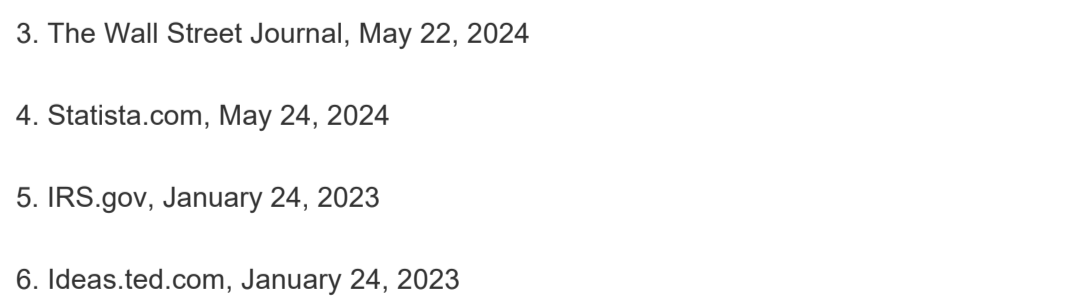 3. The Wall Street Journal, May 22, 2024
4. Statista.com, May 24, 2024
5. IRS.gov, January 24, 2023
6. Ideas.ted.com, January 24, 2023